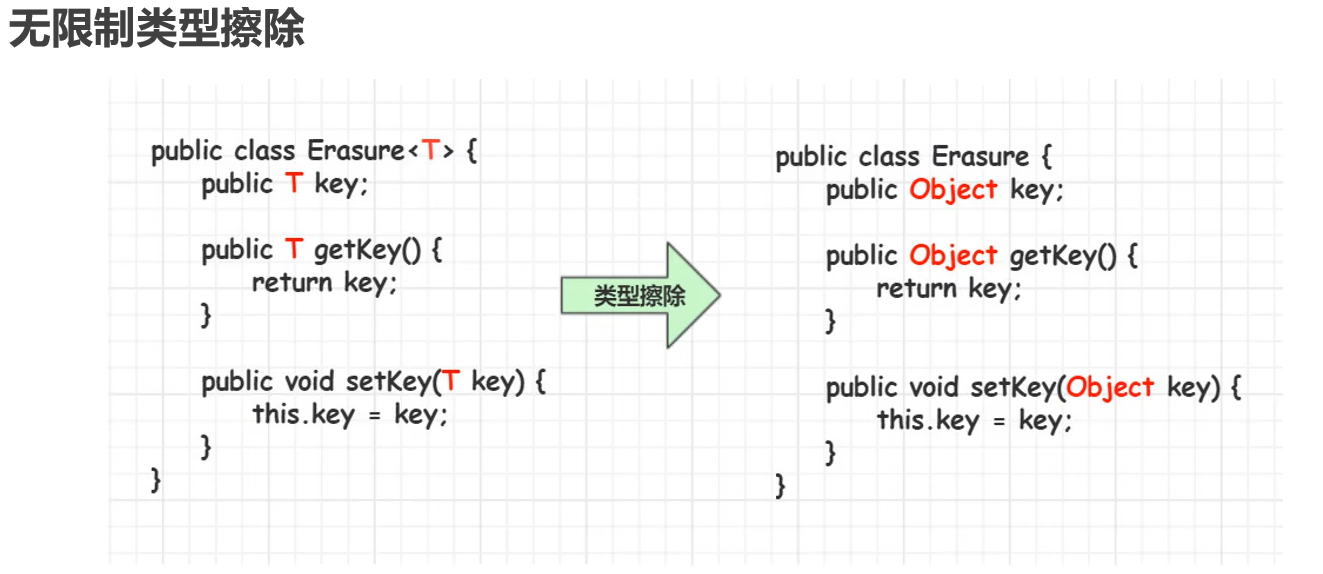 无限制类型擦除
public class Erasure<T> {
public T key;
public T getKey() {
return key;
}
public void setKey(T key) {
this.key = key;
}
}
类型擦除
public class Erasure {
public Object key;
public Object getKey() {
return key;
}
public void setKey(Object key) {
this.key = key;
}
}